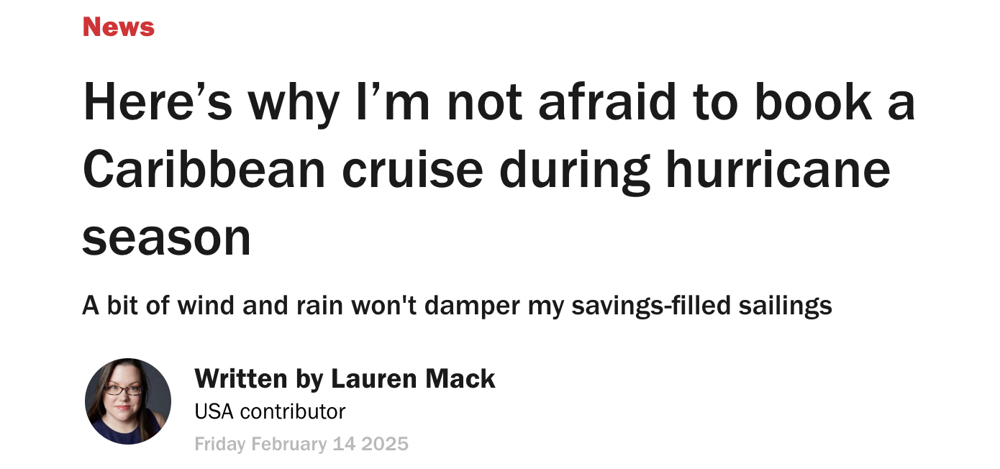 News
Here’s why I’m not afraid to book a
Caribbean cruise during hurricane
season
A bit of wind and rain won't damper my savings-filled sailings
Written by Lauren Mack
USA contributor
Friday February 14 2025